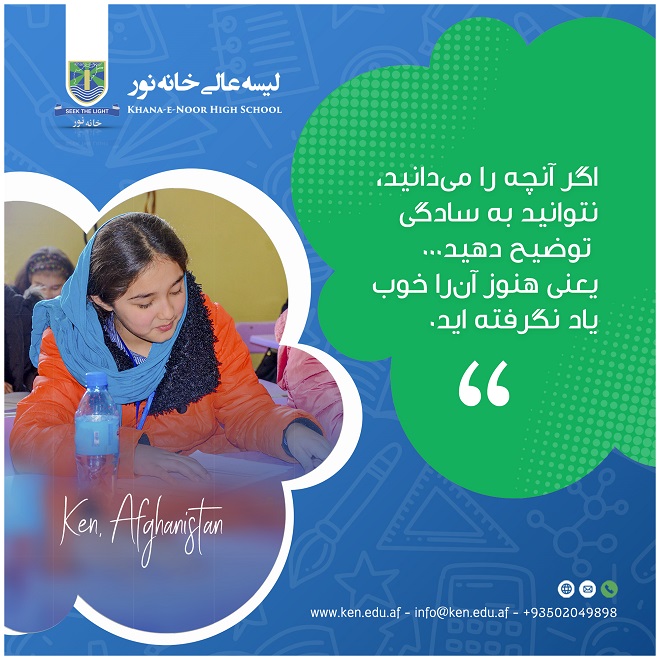 لیسه عالی خانه نور
KHANA-E-NOOR HIGH SCHOOL
SEEK THE LIGHT
خانه نور
اگر آنچه را می‌دانید،
نتوانید به سادگی
توضیح دهید...
یعنی هنوز آن‌را خوب
یاد نگرفته اید.
“
Ken, Afghanistan
www.ken.edu.af - info@ken.edu.af - +93502049898